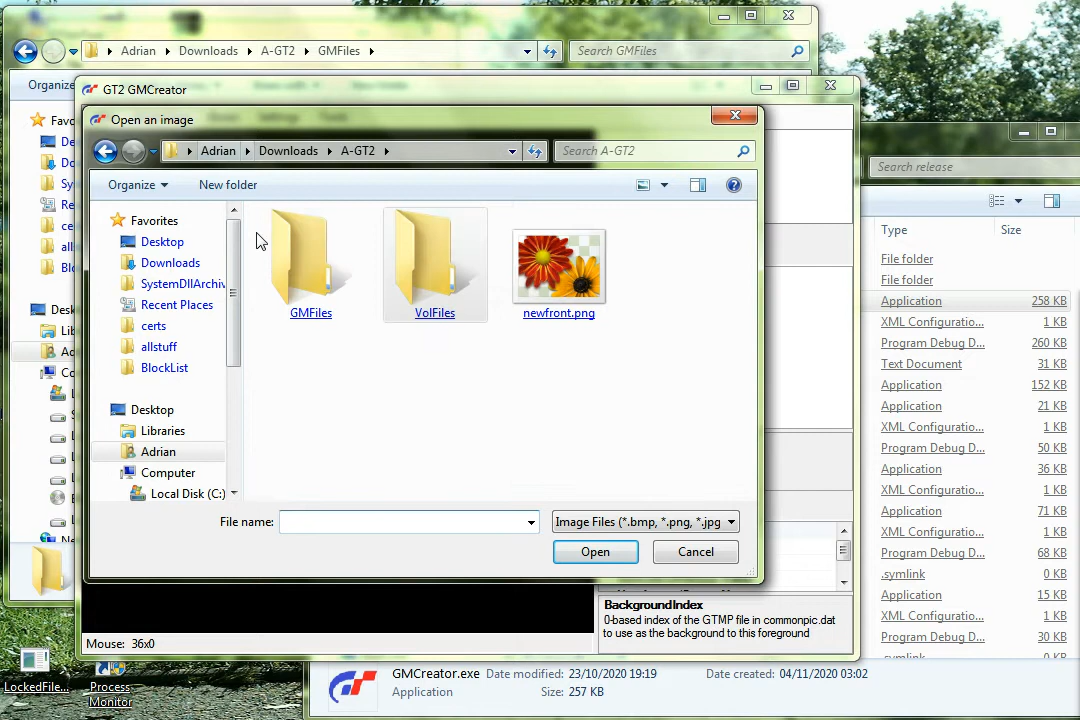 Adrian Downloads A-GT2 GMFiles
Search GMFiles
Organize
GT2 GMCreator
Open an image
Adrian Downloads A-GT2
Search A-GT2
Search release
Organize New folder
Favorites
Desktop
Downloads
SystemDllArchiv
Recent Places
certs
allstuff
BlockList
Desktop
Libraries
Adrian
Computer
Local Disk (C:)
GMFiles
VolFiles
newfront.png
File name:
Image Files (*.bmp, *.png, *.jpg
Open Cancel
Type Size
File folder
File folder
Application 258 KB
XML Configuratio... 1 KB
Program Debug D... 260 KB
Text Document 31 KB
Application 152 KB
Application 21 KB
XML Configuratio... 1 KB
Program Debug D... 50 KB
Application 36 KB
XML Configuratio... 1 KB
Application 71 KB
XML Configuratio... 1 KB
Program Debug D... 68 KB
.symlink 0 KB
Application 15 KB
XML Configuratio... 1 KB
Program Debug D... 30 KB
.symlink 0 KB
BackgroundIndex
0-based index of the GTMP file in commonpic.dat
to use as the background to this foreground
Mouse: 36x0
GMCreator.exe Date modified: 23/10/2020 19:19 Date created: 04/11/2020 03:02
Application Size: 257 KB
LockedFile...
Process
Monitor